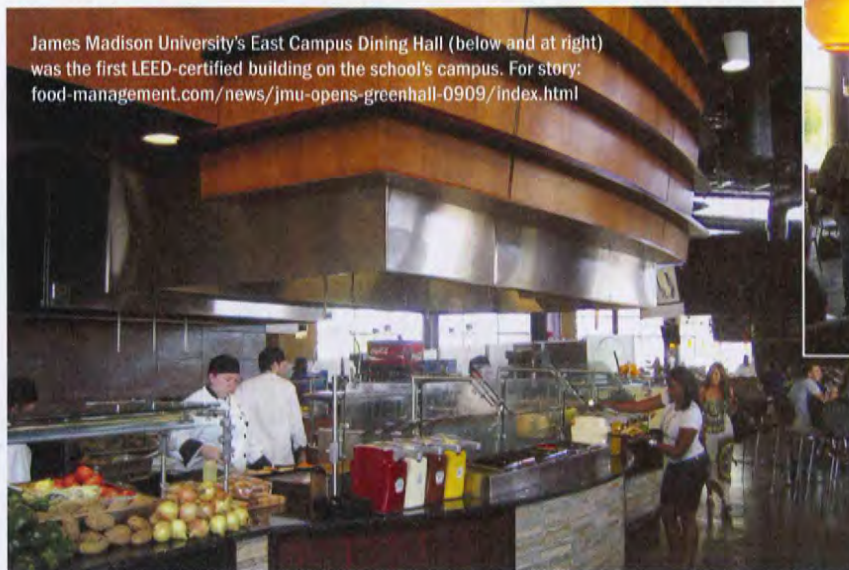 James Madison University's East Campus Dining Hall (below and at right)
was the first LEED-certified building on the school's campus. For story:
food-management.com/news/jmu-opens-greenhall-0909/index.html